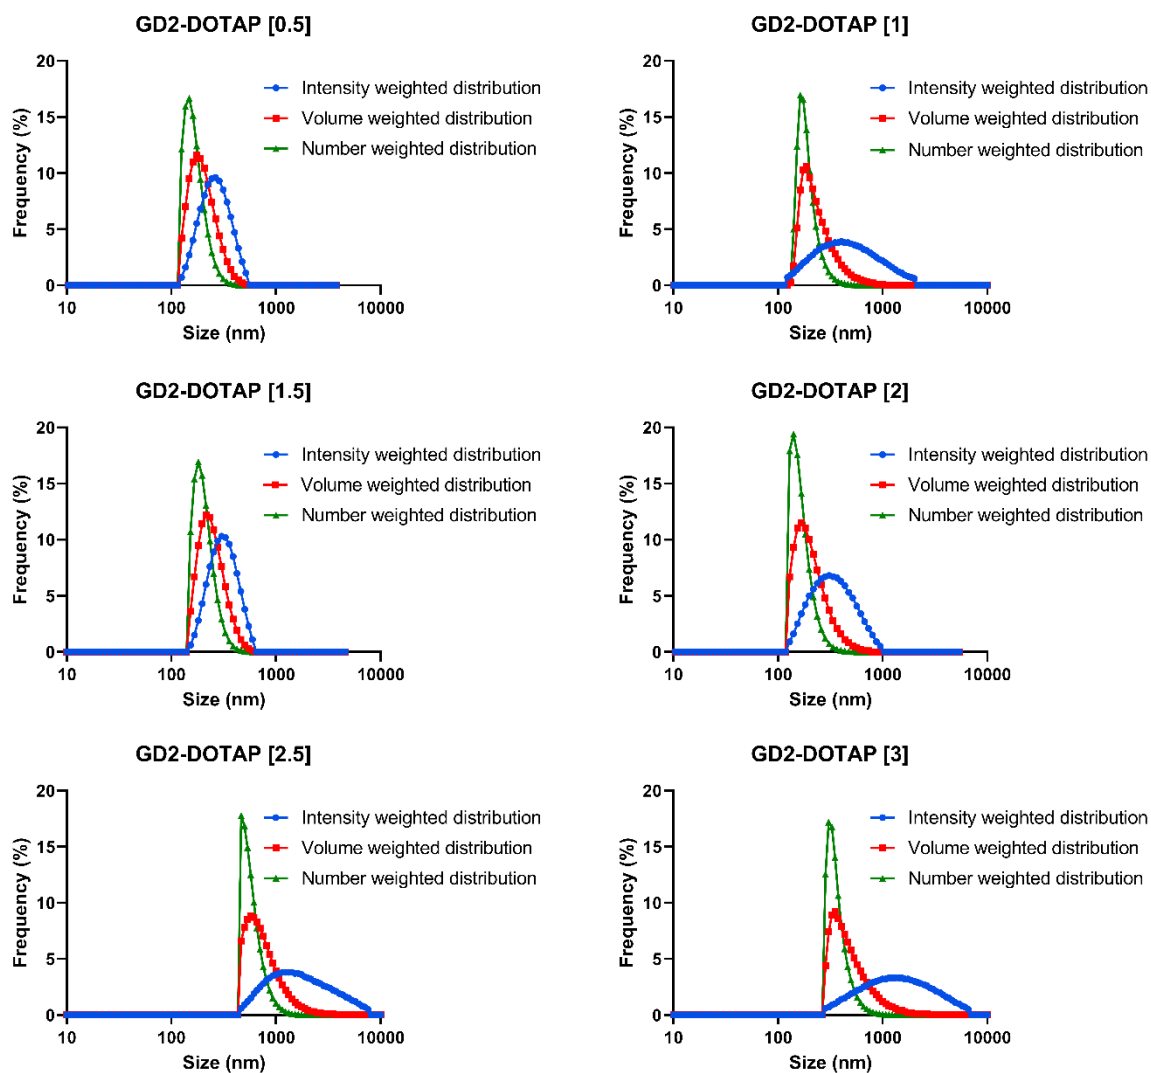 GD2-DOTAP [0.5]
Frequency (%)
20
15
10
5
0
Intensity weighted distribution
Volume weighted distribution
Number weighted distribution
10 100 1000 10000
Size (nm)
GD2-DOTAP [1]
Frequency (%)
20
15
10
5
0
Intensity weighted distribution
Volume weighted distribution
Number weighted distribution
10 100 1000 10000
Size (nm)
GD2-DOTAP [1.5]
Frequency (%)
20
15
10
5
0
Intensity weighted distribution
Volume weighted distribution
Number weighted distribution
10 100 1000 10000
Size (nm)
GD2-DOTAP [2]
Frequency (%)
20
15
10
5
0
Intensity weighted distribution
Volume weighted distribution
Number weighted distribution
10 100 1000 10000
Size (nm)
GD2-DOTAP [2.5]
Frequency (%)
20
15
10
5
0
Intensity weighted distribution
Volume weighted distribution
Number weighted distribution
10 100 1000 10000
Size (nm)
GD2-DOTAP [3]
Frequency (%)
20
15
10
5
0
Intensity weighted distribution
Volume weighted distribution
Number weighted distribution
10 100 1000 10000
Size (nm)